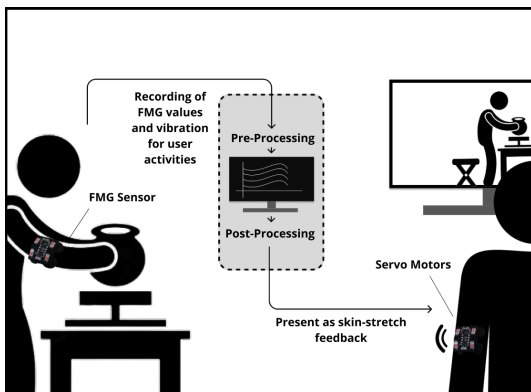 Recording of
FMG values
and vibration
for user
activities
Pre-Processing
FMG Sensor
Post-Processing
Servo Motors
Present as skin-stretch
feedback